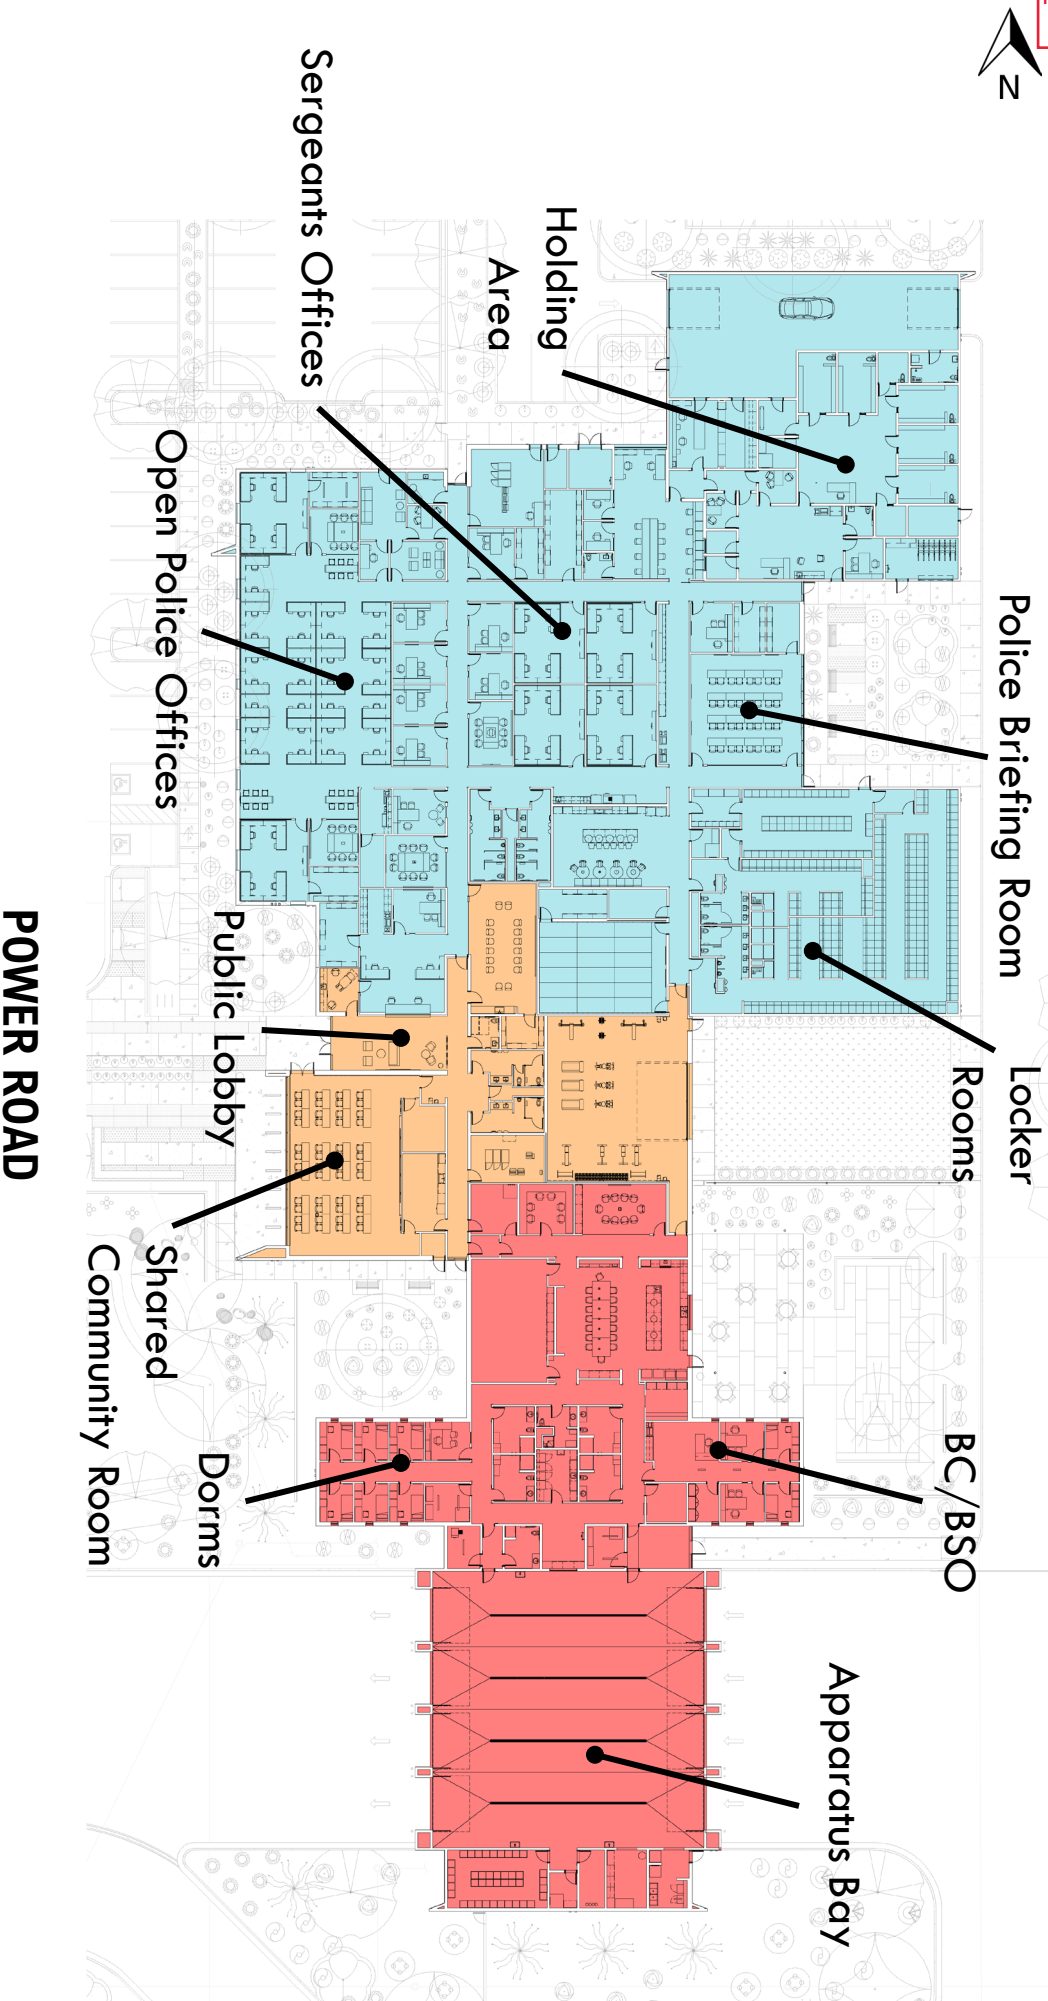 N
Sergeants Offices
Holding
Area
Open Police Offices
Police Briefing Room
Public Lobby
Locker
Rooms
POWER ROAD
Shared
Community Room
Dorms
BC/BSO
Apparatus Bay